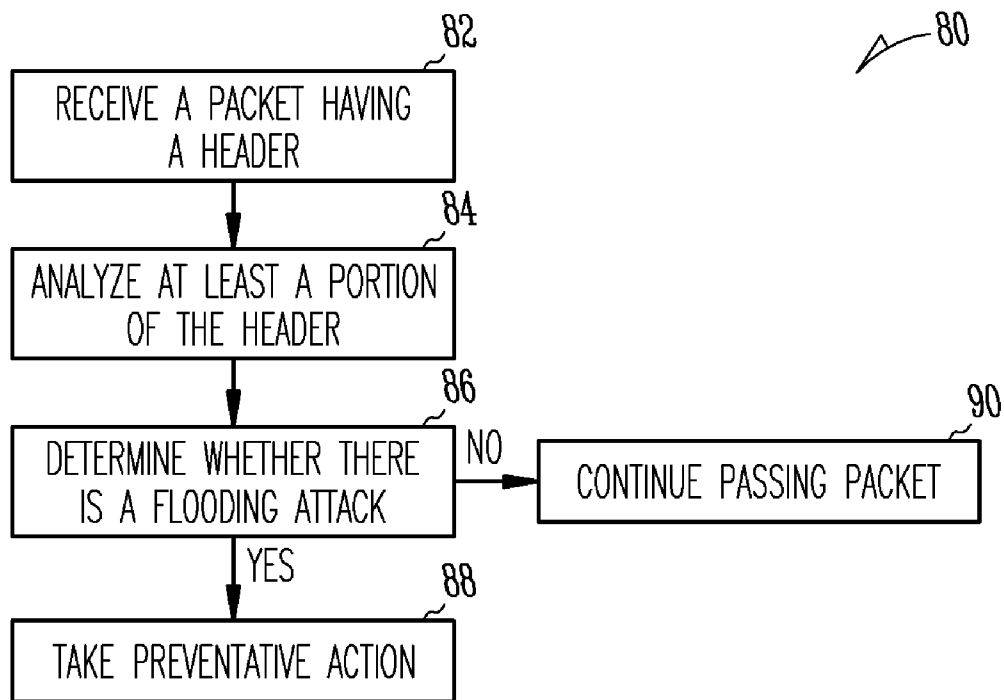 80
82
RECEIVE A PACKET HAVING
A HEADER
84
ANALYZE AT LEAST A PORTION
OF THE HEADER
86
DETERMINE WHETHER THERE
IS A FLOODING ATTACK
NO
90
CONTINUE PASSING PACKET
YES
88
TAKE PREVENTATIVE ACTION